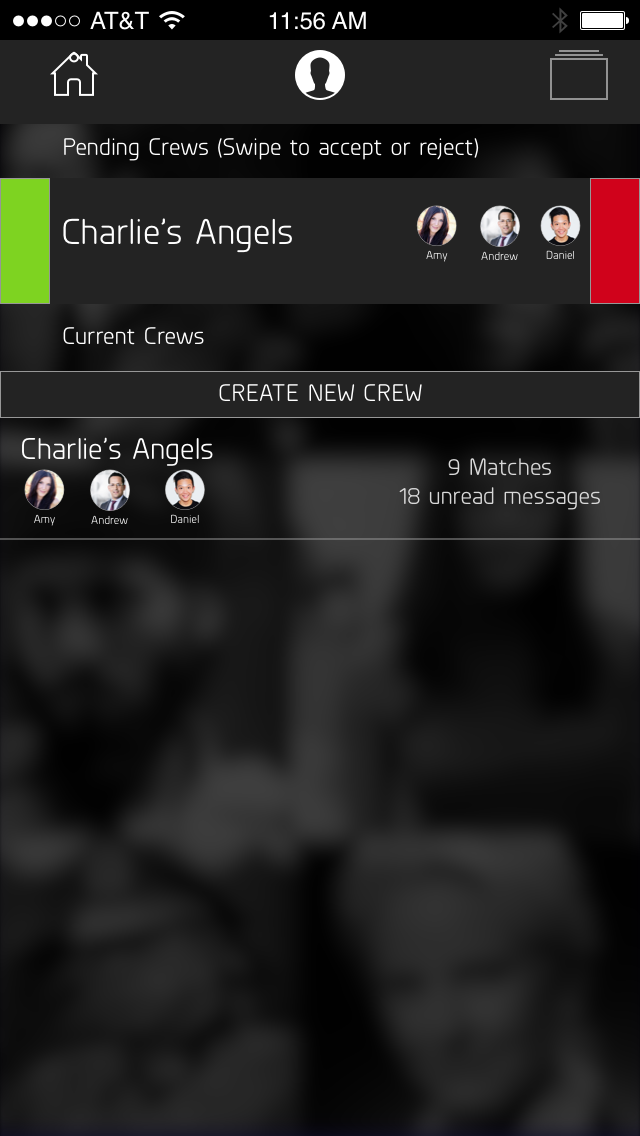 AT&T 11:56 AM
Pending Crews (Swipe to accept or reject)
Charlie's Angels
Amy Andrew Daniel
Current Crews
CREATE NEW CREW
Charlie's Angels
Amy Andrew Daniel
9 Matches
18 unread messages